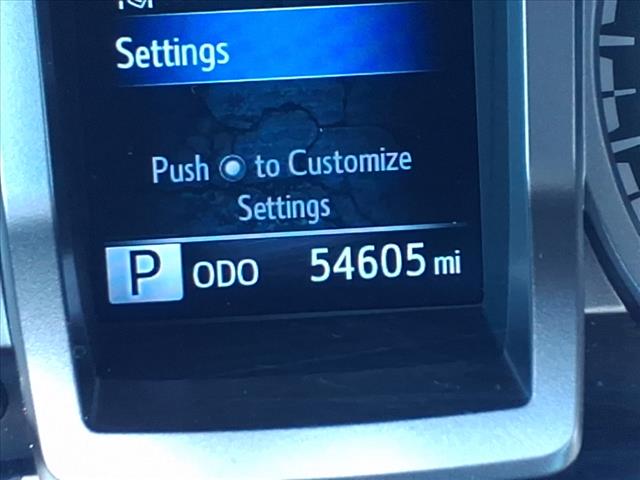 Settings
Push to Customize
Settings
P ODO 54605 mi